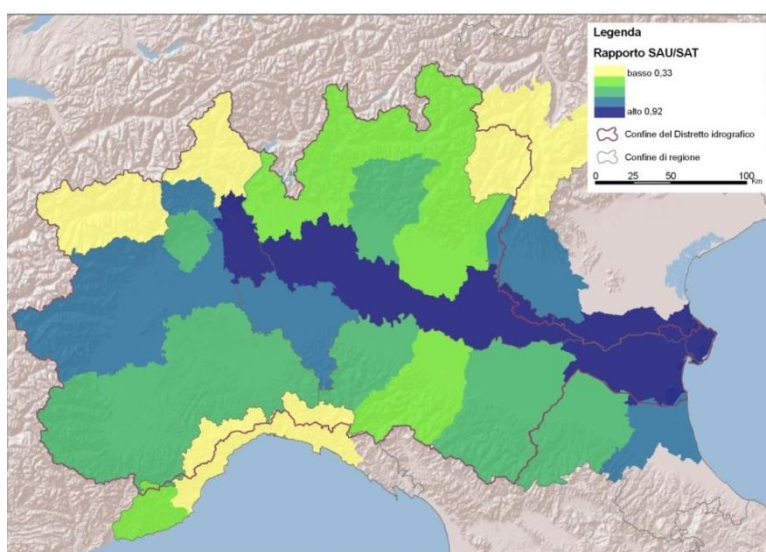 Legenda
Rapporto SAU/SAT
basso 0,33
alto 0,92
Confine del Distretto idrografico
Confine di regione
0 25 50 100
Km